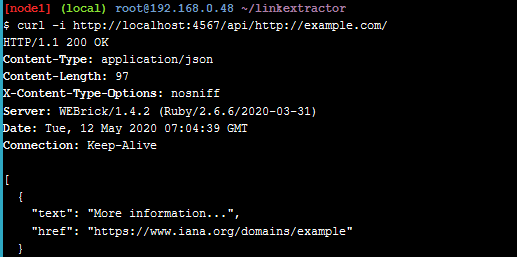 [node1] (local) root@192.168.0.48 ~/linkextractor
$ curl -i http://localhost:4567/api/http://example.com/
HTTP/1.1 200 OK
Content-Type: application/json
Content-Length: 97
X-Content-Type-Options: nosniff
Server: WEBrick/1.4.2 (Ruby/2.6.6/2020-03-31)
Date: Tue, 12 May 2020 07:04:39 GMT
Connection: Keep-Alive

[
  {
    "text": "More information...",
    "href": "https://www.iana.org/domains/example"
  }